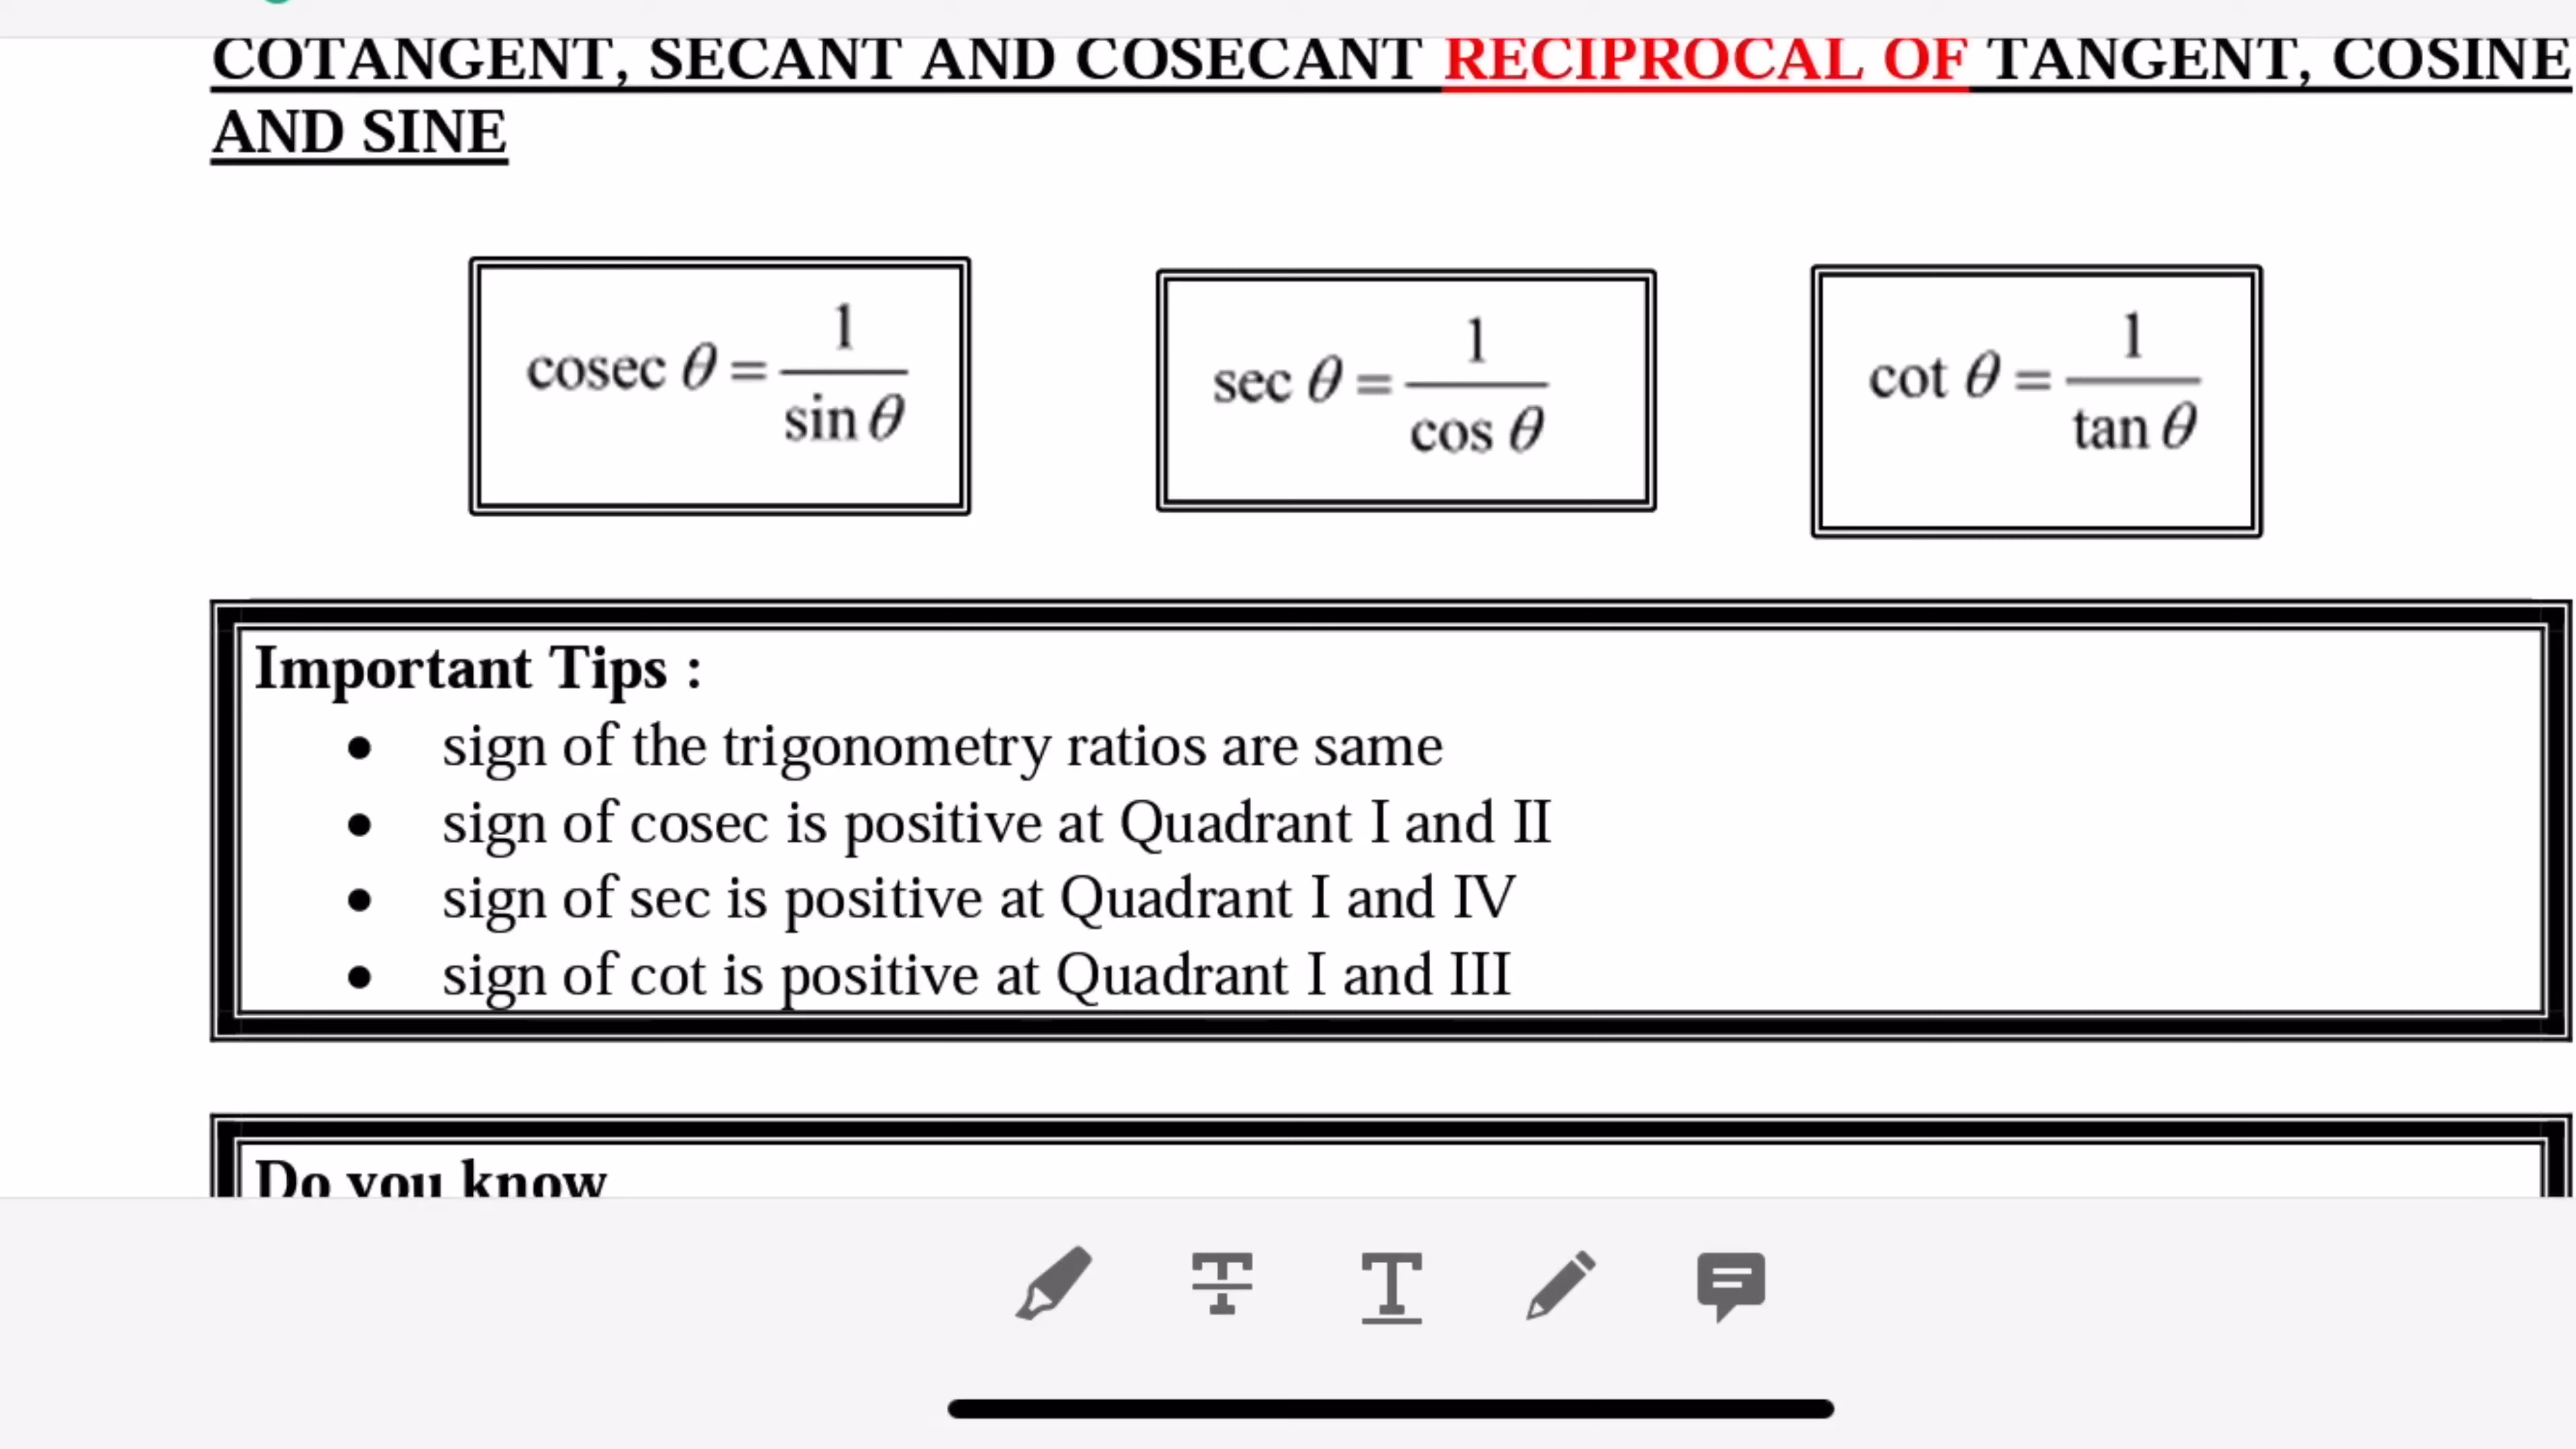 COTANGENT, SECANT AND COSECANT RECIPROCAL OF TANGENT, COSINE
AND SINE
cosec θ = 1/sin θ
sec θ = 1/cos θ
cot θ = 1/tan θ
Important Tips :
● sign of the trigonometry ratios are same
● sign of cosec is positive at Quadrant I and II
● sign of sec is positive at Quadrant I and IV
● sign of cot is positive at Quadrant I and III
Do you know